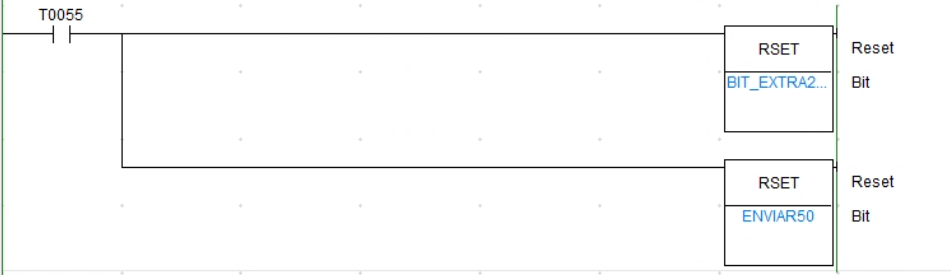 T0055
RSET Reset
BIT_EXTRA2... Bit
RSET Reset
ENVIAR50 Bit